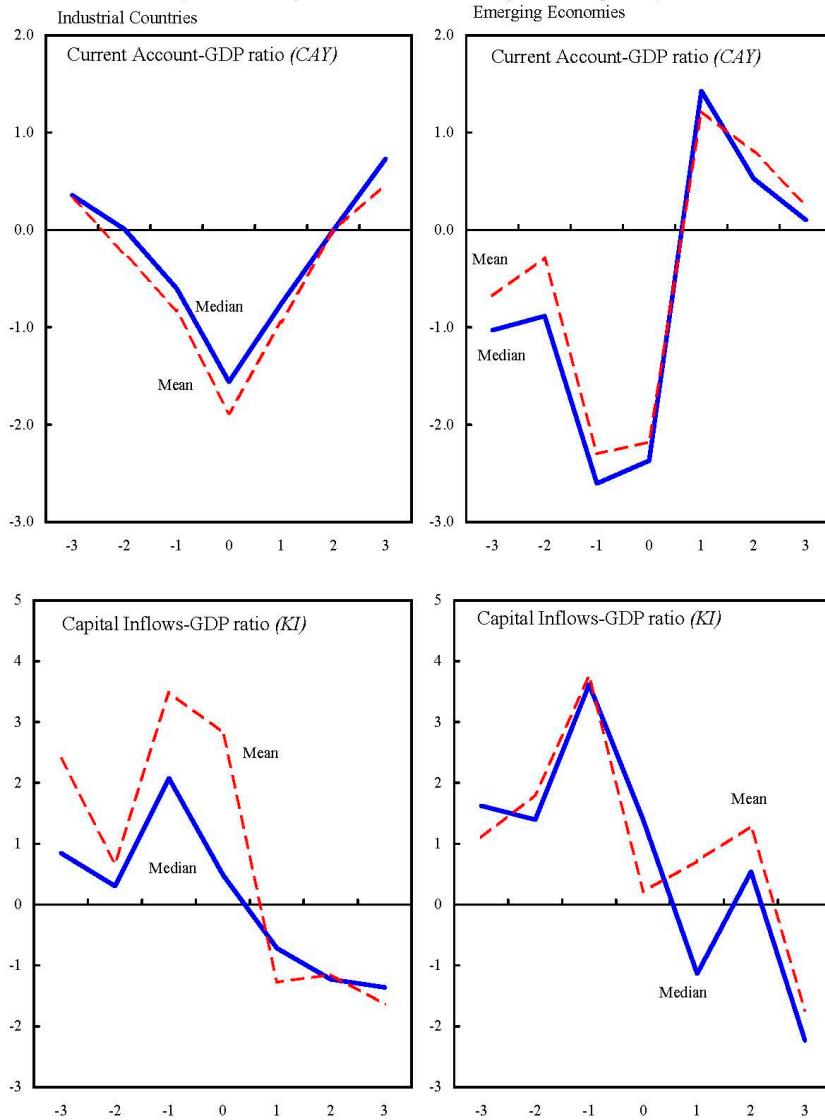 Industrial Countries
Emerging Economies
Current Account-GDP ratio (CAY)
2.0
1.0
0.0
-1.0
-2.0
-3.0
Median
Mean
-3 -2 -1 0 1 2 3
Current Account-GDP ratio (CAY)
2.0
1.0
0.0
-1.0
-2.0
-3.0
Mean
Median
-3 -2 -1 0 1 2 3
Capital Inflows-GDP ratio (KI)
5
4
3
2
1
0
-1
-2
-3
Mean
Median
-3 -2 -1 0 1 2 3
Capital Inflows-GDP ratio (KI)
5
4
3
2
1
0
-1
-2
-3
Mean
Median
-3 -2 -1 0 1 2 3